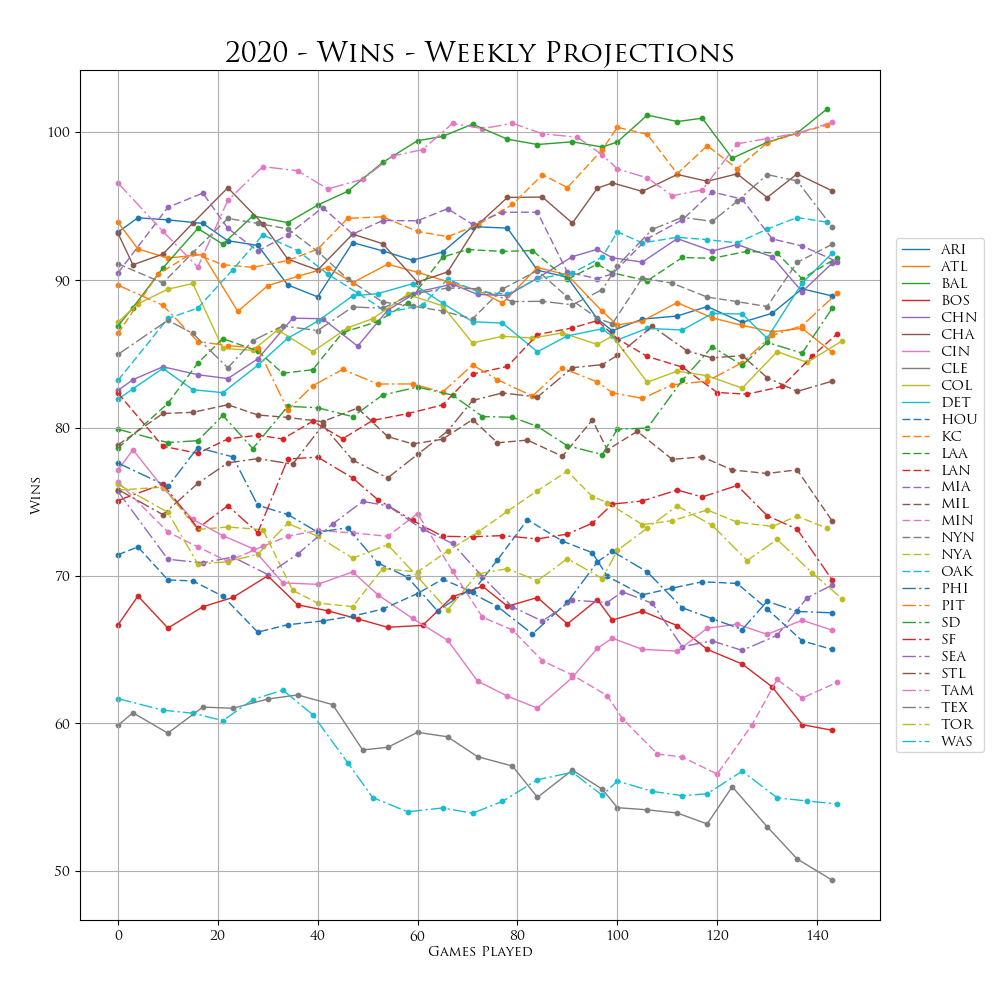 2020 - Wins - Weekly Projections
100
90
80
70
60
50
Wins
0 20 40 60 80 100 120 140
Games Played
ARI
ATL
BAL
BOS
CHN
CHA
CIN
CLE
COL
DET
HOU
KC
LAA
LAN
MIA
MIL
MIN
NYN
NYA
OAK
PHI
PIT
SD
SF
SEA
STL
TAM
TEX
TOR
WAS